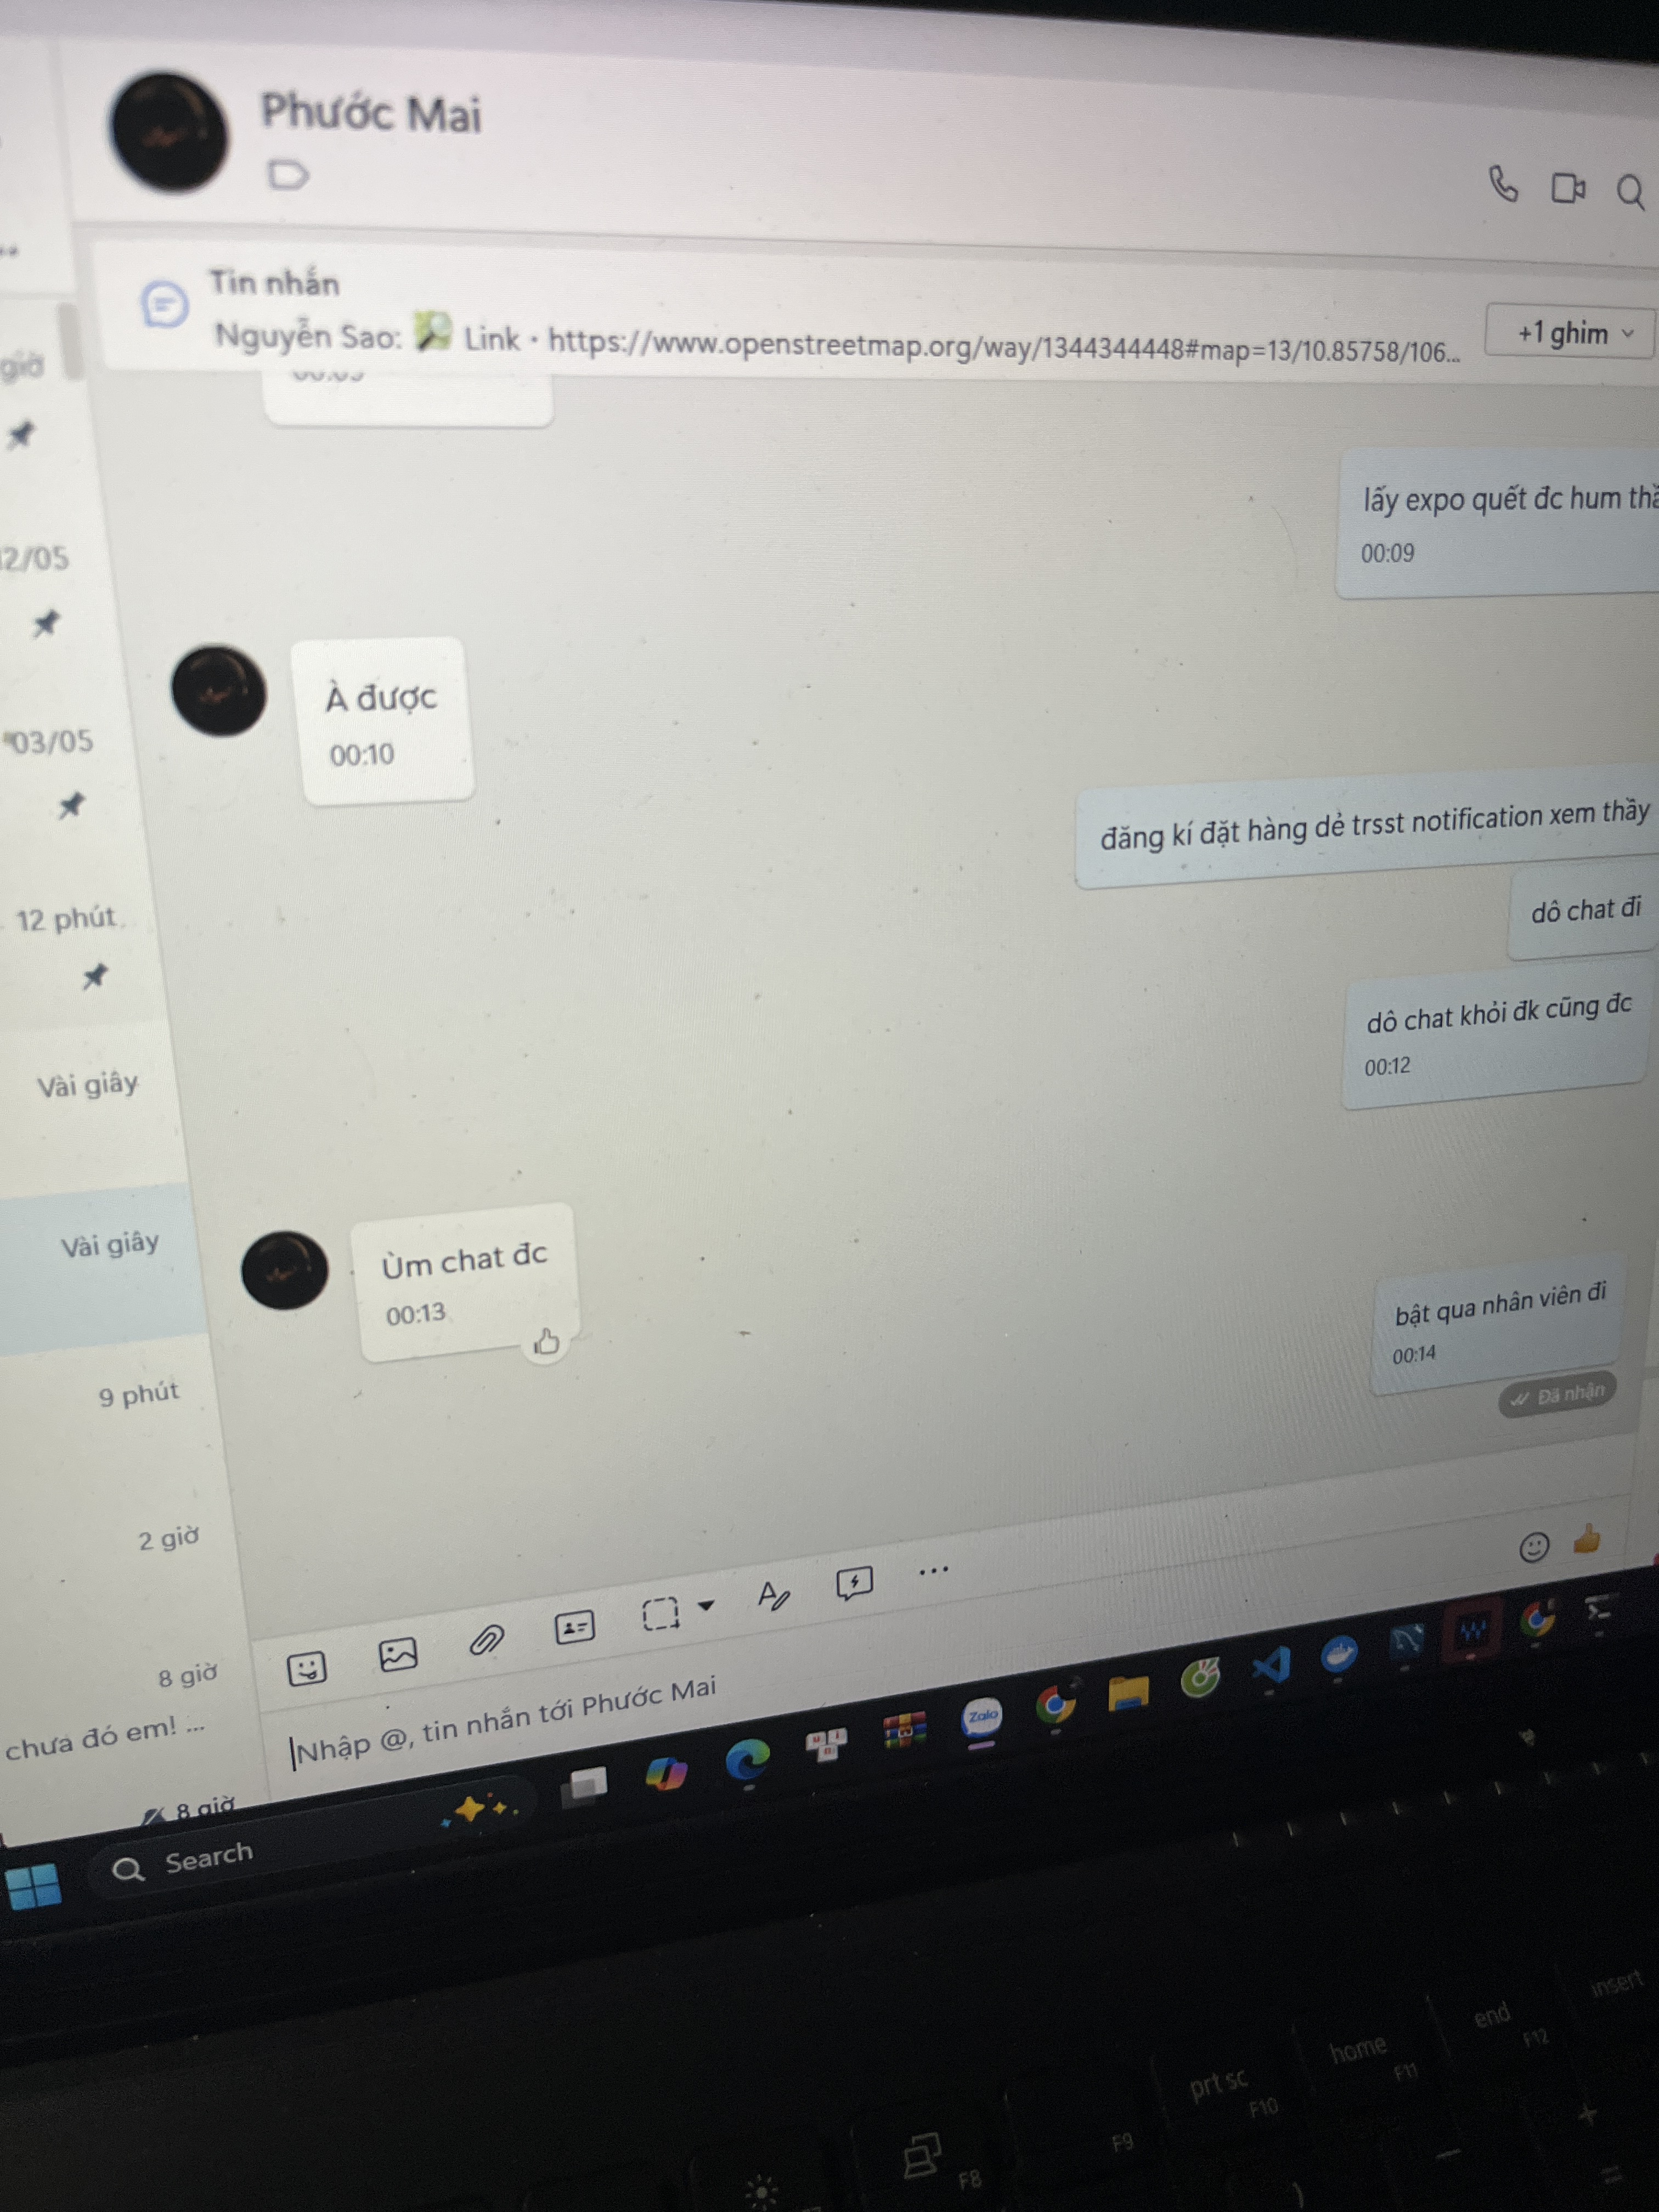 Phước Mai
Tin nhắn
Nguyễn Sao: Link · https://www.openstreetmap.org/way/1344344448#map=13/10.85758/106...
+1 ghim
giờ
lấy expo quết đc hum
00:09
2/05
À được
00:10
03/05
đăng kí đặt hàng dẻ trsst notification xem thầy
12 phút
dô chat đi
dô chat khỏi đk cũng đc
00:12
Vài giây
Vài giây
Ùm chat đc
00:13
bật qua nhân viên đi
00:14
Đã nhận
9 phút
2 giờ
8 giờ
chưa đó em! ...
8 giờ
Nhập @, tin nhắn tới Phước Mai
Zalo
Search
insert
end
F12
home
F11
prt sc
F10
F9
F8
+
=
)